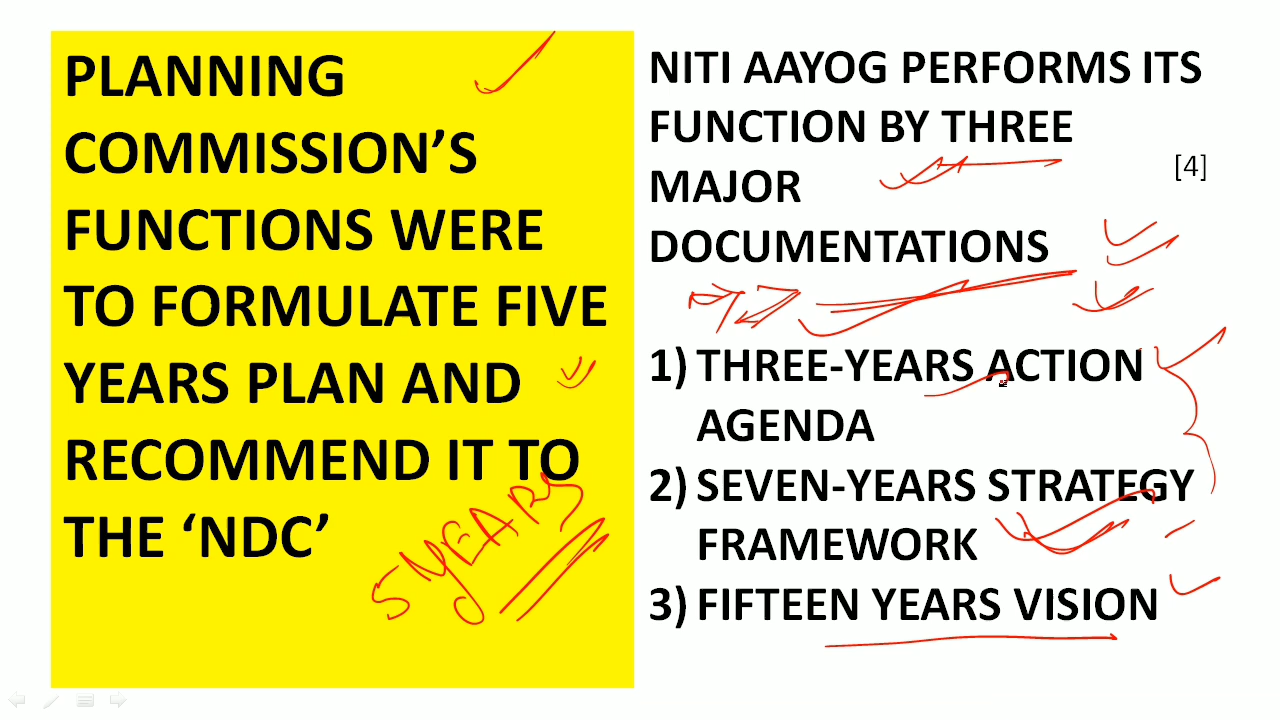 PLANNING
COMMISSION’S
FUNCTIONS WERE
TO FORMULATE FIVE
YEARS PLAN AND
RECOMMEND IT TO
THE ‘NDC’
5 YEARS
NITI AAYOG PERFORMS ITS
FUNCTION BY THREE
MAJOR
DOCUMENTATIONS
[4]
1) THREE-YEARS ACTION
AGENDA
2) SEVEN-YEARS STRATEGY
FRAMEWORK
3) FIFTEEN YEARS VISION